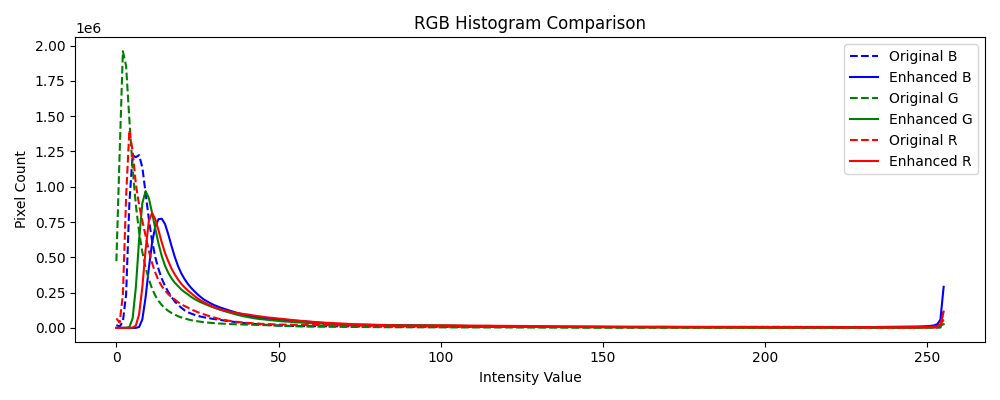 RGB Histogram Comparison
1e6
2.00
1.75
1.50
1.25
1.00
0.75
0.50
0.25
0.00
Pixel Count
0 50 100 150 200 250
Intensity Value
Original B
Enhanced B
Original G
Enhanced G
Original R
Enhanced R